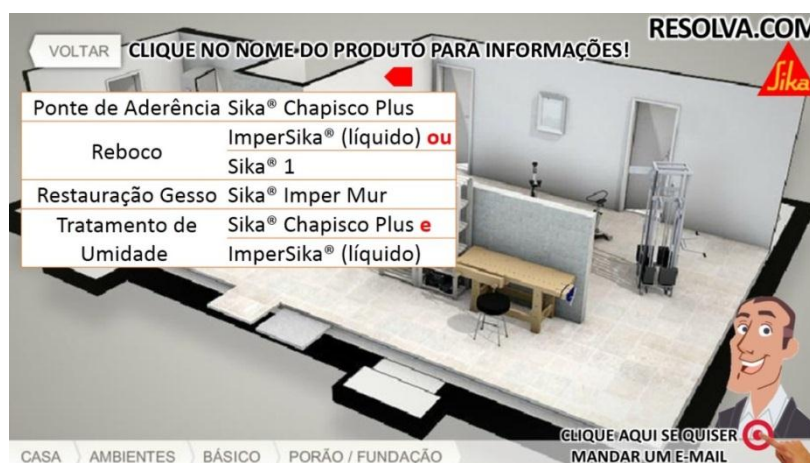 RESOLVA.COM
VOLTAR
CLIQUE NO NOME DO PRODUTO PARA INFORMAÇÕES!
Sika
Ponte de Aderência Sika® Chapisco Plus
Reboco
ImperSika® (líquido) ou
Sika® 1
Restauração Gesso Sika® Imper Mur
Tratamento de
Umidade
Sika® Chapisco Plus e
ImperSika® (líquido)
CLIQUE AQUI SE QUISER
MANDAR UM E-MAIL
CASA AMBIENTES BÁSICO PORÃO / FUNDAÇÃO